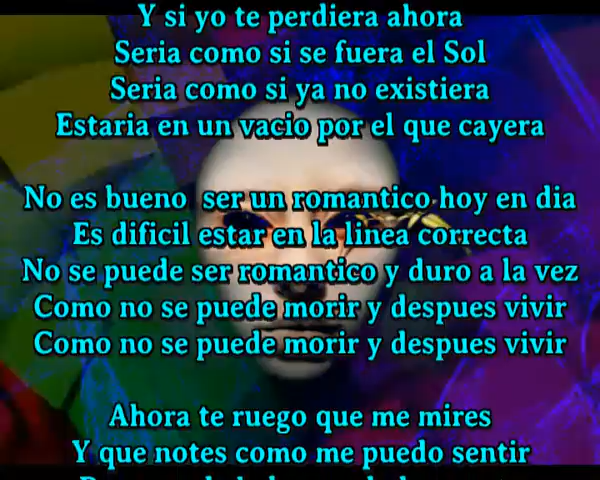 Y si yo te perdiera ahora
Seria como si se fuera el Sol
Seria como si ya no existiera
Estaria en un vacio por el que cayera
No es bueno ser un romantico hoy en dia
Es dificil estar en la linea correcta
No se puede ser romantico y duro a la vez
Como no se puede morir y despues vivir
Como no se puede morir y despues vivir
Ahora te ruego que me mires
Y que notes como me puedo sentir